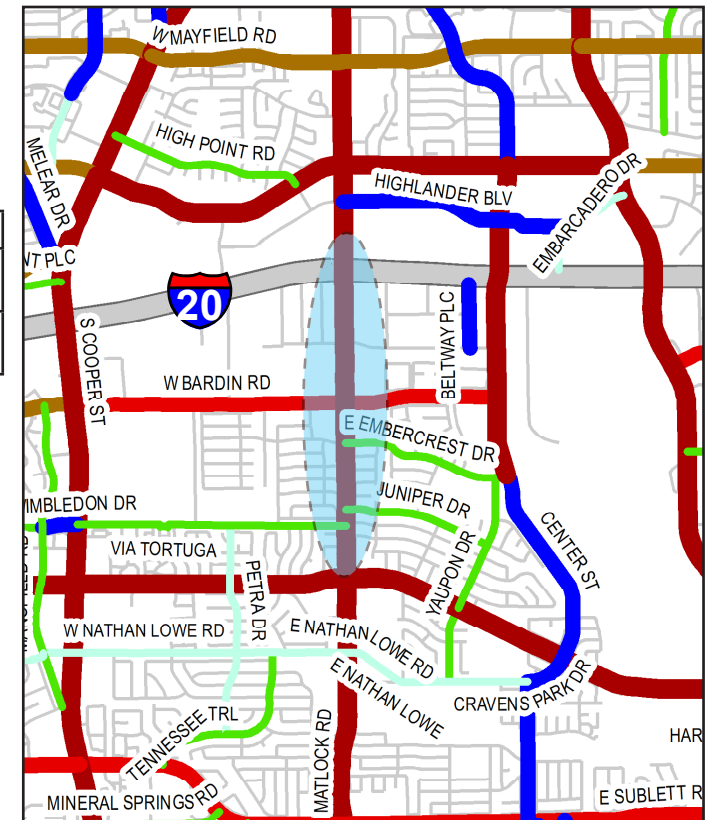 W MAYFIELD RD
HIGH POINT RD
MELEAR DR
HIGHLANDER BLV
EMBARCADERO DR
NT PLC
20
S COOPER ST
BELTWAY PLC
W BARDIN RD
E EMBERCREST DR
IMBLEDON DR
JUNIPER DR
CENTER ST
VIA TORTUGA
PETRA DR
YAUPON DR
W NATHAN LOWE RD
E NATHAN LOWE RD
E NATHAN LOWE
CRAVENS PARK DR
TENNESSEE TRL
MATLOCK RD
HAR
MINERAL SPRINGS RD
E SUBLETT R